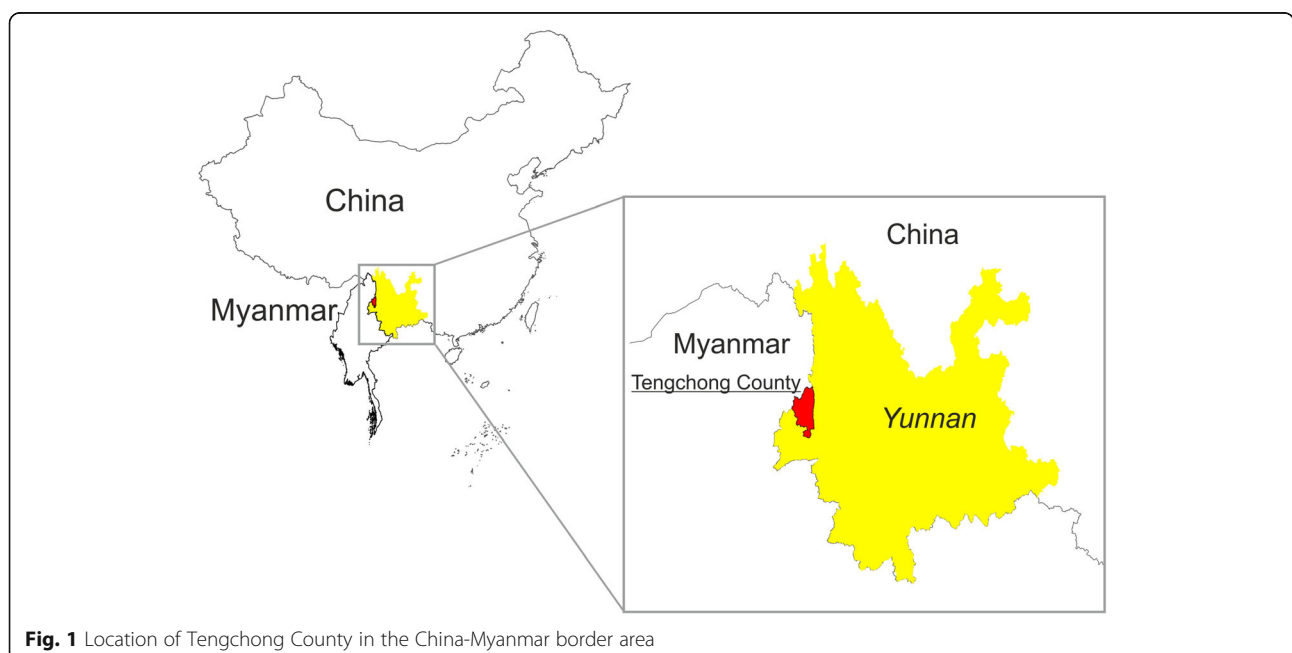 China
Myanmar
China
Myanmar
Tengchong County
Yunnan
Fig. 1 Location of Tengchong County in the China-Myanmar border area